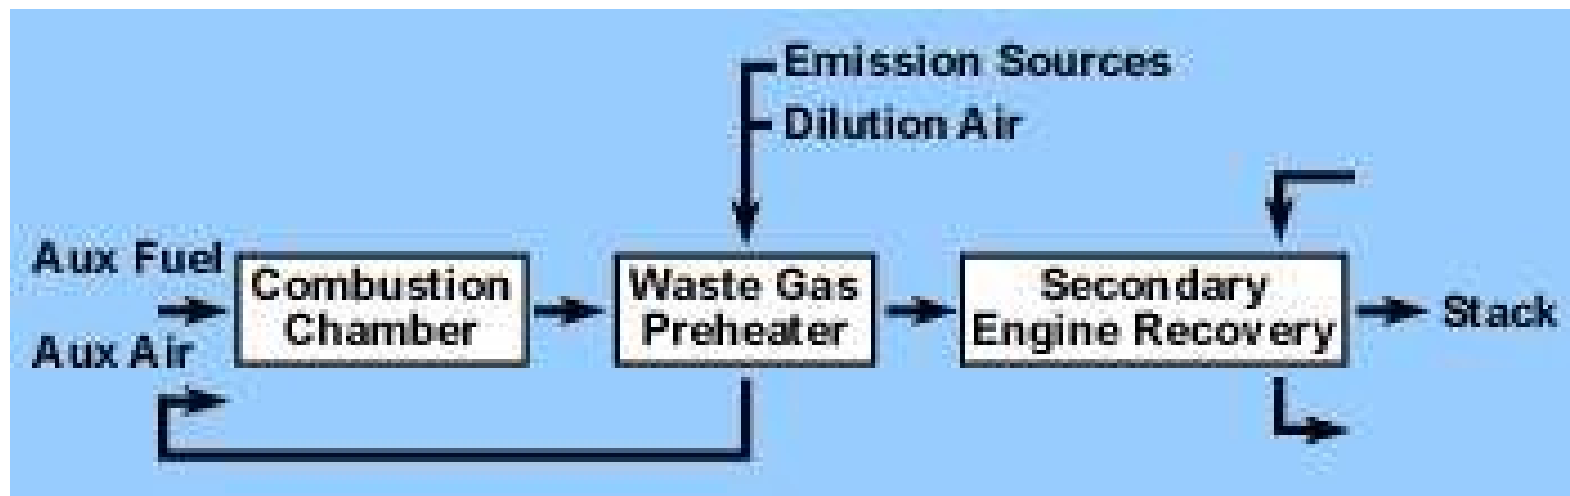 Emission Sources
Dilution Air
Aux Fuel
Aux Air
Combustion
Chamber
Waste Gas
Preheater
Secondary
Engine Recovery
Stack